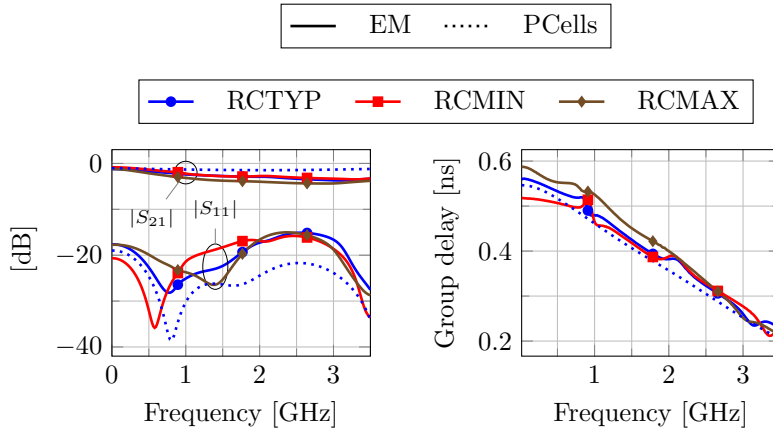 EM PCells
RCTYP RCMIN RCMAX
0
−20
−40
[dB]
|S21|
|S11|
0 1 2 3
Frequency [GHz]
0.6
0.4
0.2
Group delay [ns]
1 2 3
Frequency [GHz]